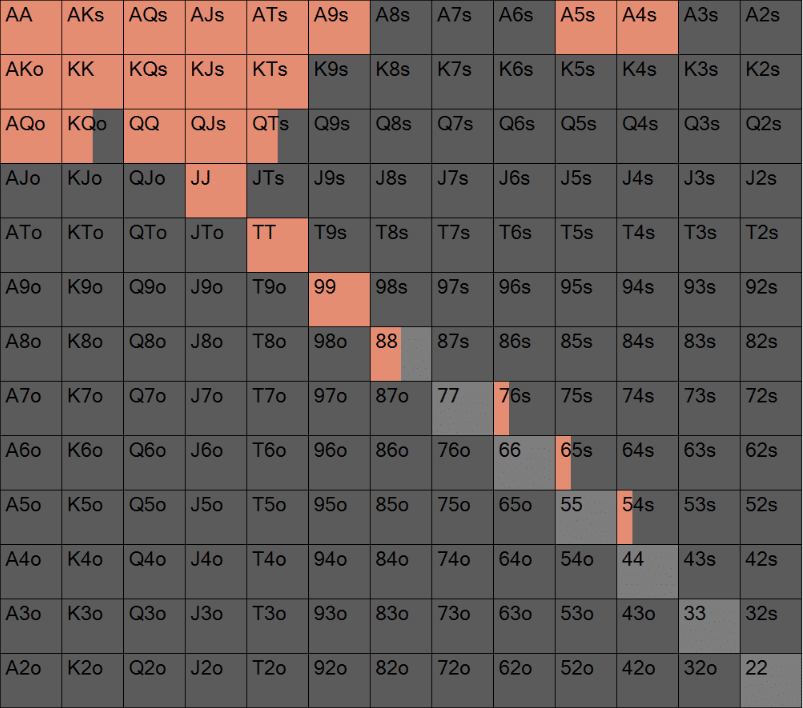 AA AKs AQs AJs ATs A9s A8s A7s A6s A5s A4s A3s A2s
AKo KK KQs KJs KTs K9s K8s K7s K6s K5s K4s K3s K2s
AQo KQo QQ QJs QTs Q9s Q8s Q7s Q6s Q5s Q4s Q3s Q2s
AJo KJo QJo JJ JTs J9s J8s J7s J6s J5s J4s J3s J2s
ATo KTo QTo JTo TT T9s T8s T7s T6s T5s T4s T3s T2s
A9o K9o Q9o J9o T9o 99 98s 97s 96s 95s 94s 93s 92s
A8o K8o Q8o J8o T8o 98o 88 87s 86s 85s 84s 83s 82s
A7o K7o Q7o J7o T7o 97o 87o 77 76s 75s 74s 73s 72s
A6o K6o Q6o J6o T6o 96o 86o 76o 66 65s 64s 63s 62s
A5o K5o Q5o J5o T5o 95o 85o 75o 65o 55 54s 53s 52s
A4o K4o Q4o J4o T4o 94o 84o 74o 64o 54o 44 43s 42s
A3o K3o Q3o J3o T3o 93o 83o 73o 63o 53o 43o 33 32s
A2o K2o Q2o J2o T2o 92o 82o 72o 62o 52o 42o 32o 22